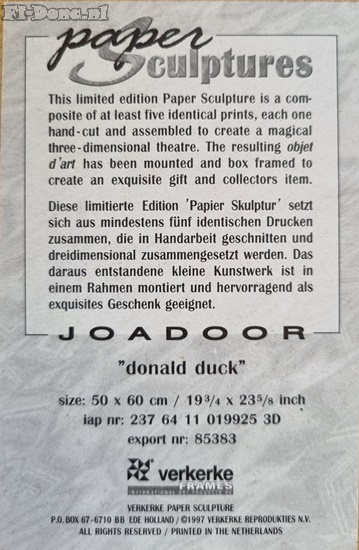 FI-Donc.nl
paper
Sculptures
This limited edition Paper Sculpture is a com-
posite of at least five identical prints, each one
hand-cut and assembled to create a magical
three-dimensional theatre. The resulting objet
d'art has been mounted and box framed to
create an exquisite gift and collectors item.
Diese limitierte Edition 'Papier Skulptur' setzt
sich aus mindestens fünf identischen Drucken
zusammen, die in Handarbeit geschnitten und
dreidimensional zusammengesetzt werden. Das
daraus entstandene kleine Kunstwerk ist in
einem Rahmen montiert und hervorragend als
exquisites Geschenk geeignet.
JOADOOR
"donald duck"
size: 50 x 60 cm / 19 3/4 x 23 5/8 inch
iap nr: 237 64 11 019925 3D
export nr: 85383
verkerke
FRAMES
VERKERKE PAPER SCULPTURE
P.O. BOX 67-6710 BB EDE HOLLAND / ©1997 VERKERKE REPRODUKTIES N.V.
ALL RIGHTS RESERVED / PRINTED IN THE NETHERLANDS